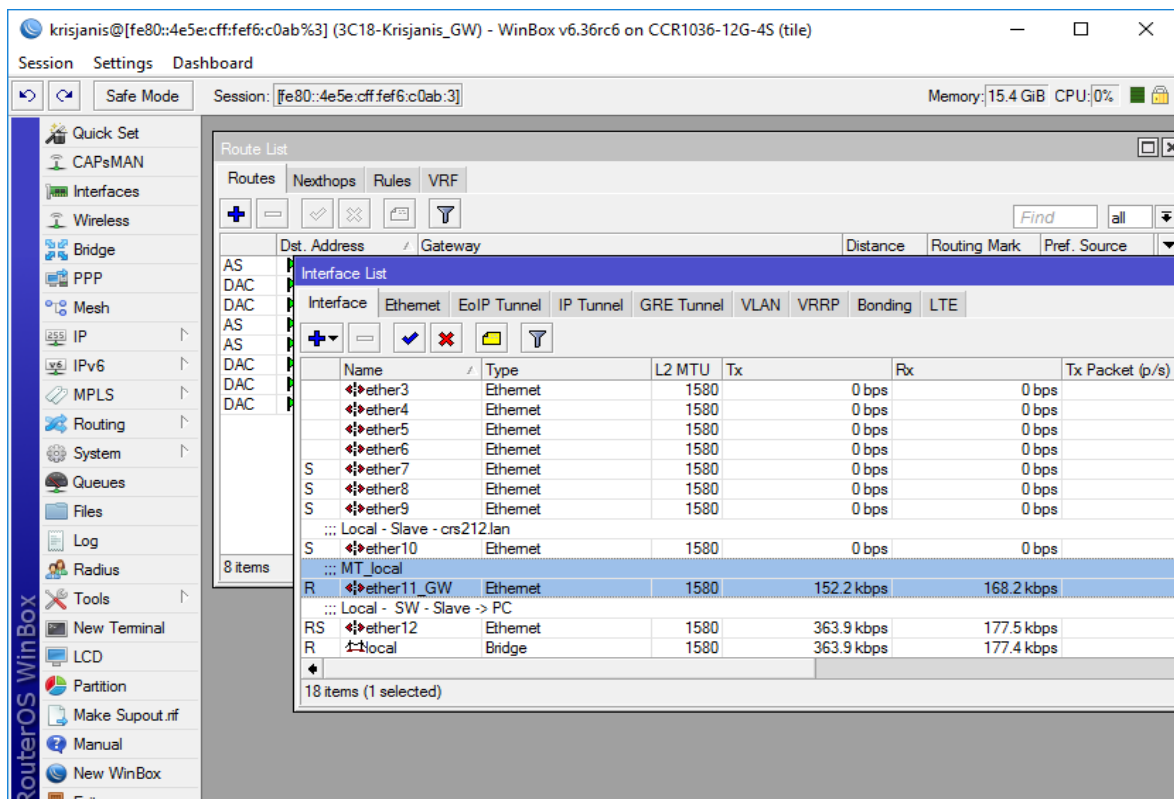 krisjanis@[fe80::4e5e:cff:fef6:c0ab%3] (3C18-Krisjanis_GW) - WinBox v6.36rc6 on CCR1036-12G-4S (tile)
Session Settings Dashboard
Safe Mode Session: [fe80::4e5e:cff:fef6:c0ab:3] Memory: 15.4 GiB CPU: 0%
Quick Set
CAPsMAN
Interfaces
Wireless
Bridge
PPP
Mesh
IP
IPv6
MPLS
Routing
System
Queues
Files
Log
Radius
Tools
New Terminal
LCD
Partition
Make Supout.rif
Manual
New WinBox
RouterOS WinBox
Route List
Routes Nexthops Rules VRF
Find all
Dst. Address / Gateway Distance Routing Mark Pref. Source
AS
DAC
DAC
AS
AS
DAC
DAC
DAC
8 items
Interface List
Interface Ethernet EoIP Tunnel IP Tunnel GRE Tunnel VLAN VRRP Bonding LTE
Name / Type L2 MTU Tx Rx Tx Packet (p/s)
ether3 Ethernet 1580 0 bps 0 bps
ether4 Ethernet 1580 0 bps 0 bps
ether5 Ethernet 1580 0 bps 0 bps
ether6 Ethernet 1580 0 bps 0 bps
S ether7 Ethernet 1580 0 bps 0 bps
S ether8 Ethernet 1580 0 bps 0 bps
S ether9 Ethernet 1580 0 bps 0 bps
;;; Local - Slave - crs212.lan
S ether10 Ethernet 1580 0 bps 0 bps
;;; MT_local
R ether11_GW Ethernet 1580 152.2 kbps 168.2 kbps
;;; Local - SW - Slave -> PC
RS ether12 Ethernet 1580 363.9 kbps 177.5 kbps
R local Bridge 1580 363.9 kbps 177.4 kbps
18 items (1 selected)